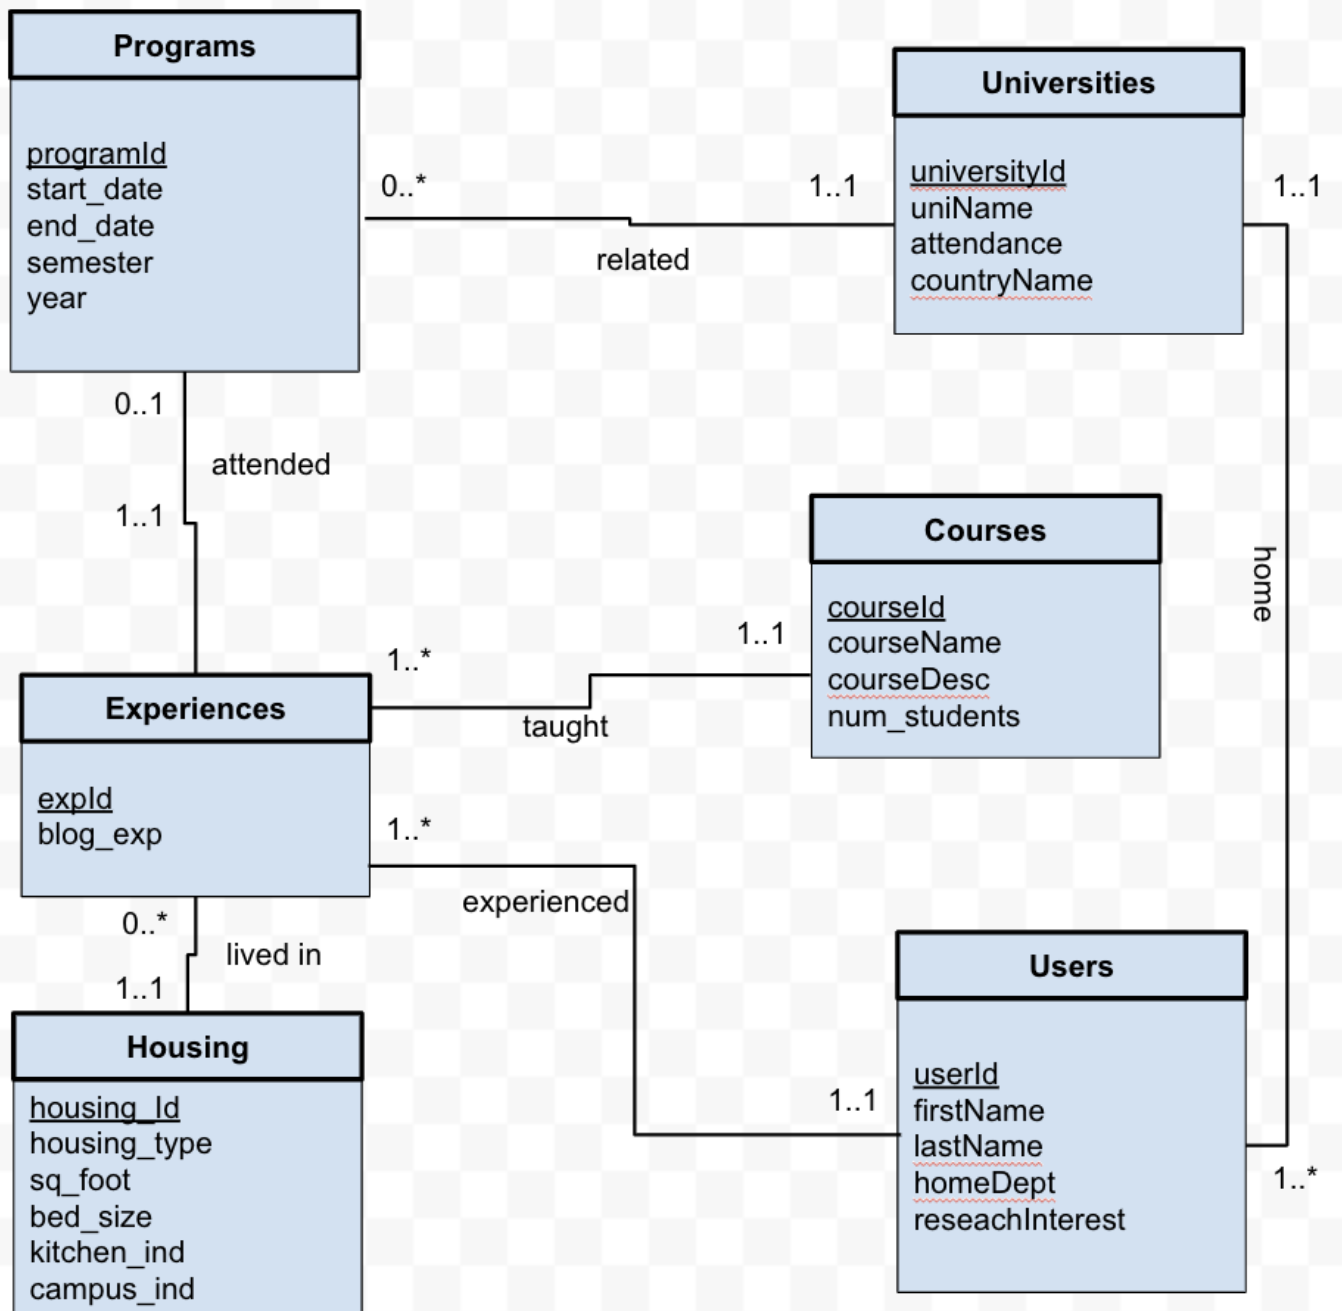 Programs
programId
start_date
end_date
semester
year
0..*
1..1
related
Universities
universityId
uniName
attendance
countryName
1..1
0..1
attended
1..1
Courses
courseId
courseName
courseDesc
num_students
home
1..*
1..1
taught
Experiences
expId
blog_exp
1..*
experienced
0..*
lived in
1..1
Housing
housing_Id
housing_type
sq_foot
bed_size
kitchen_ind
campus_ind
Users
userId
firstName
lastName
homeDept
reseachInterest
1..1
1..*